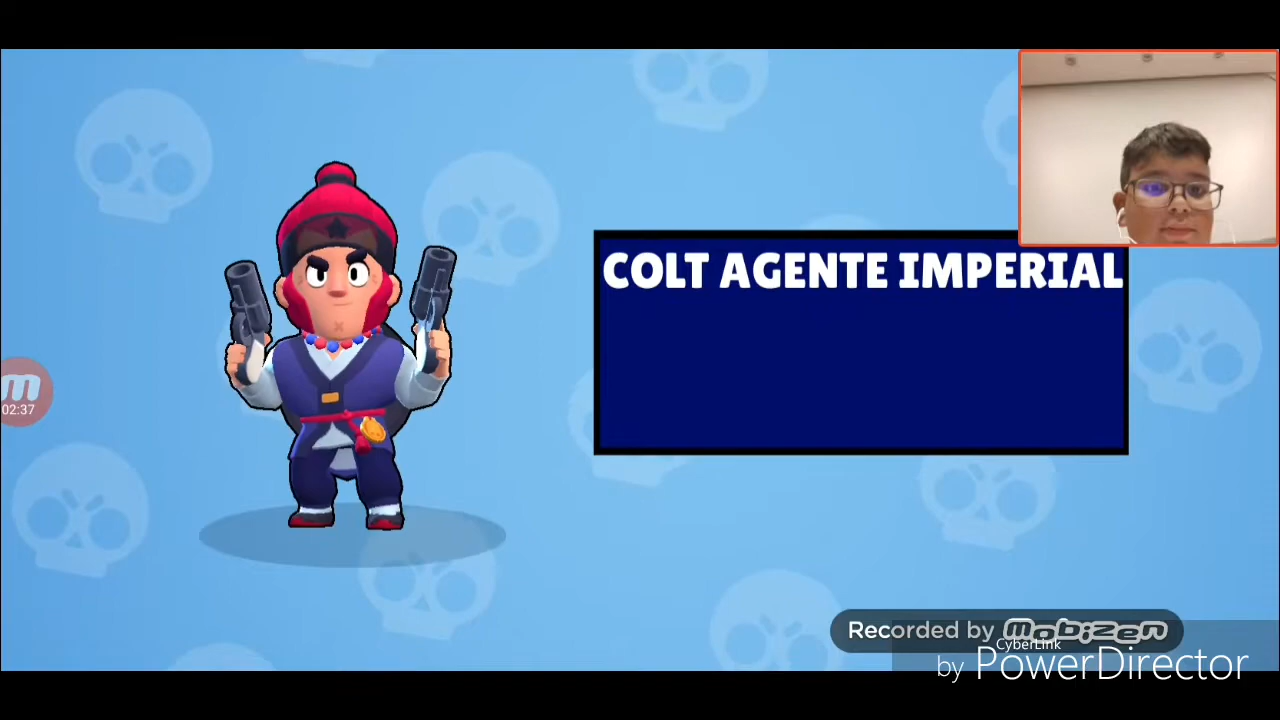 COLT AGENTE IMPERIAL
m
02:37
Recorded by Mobizen
CyberLink
by PowerDirector